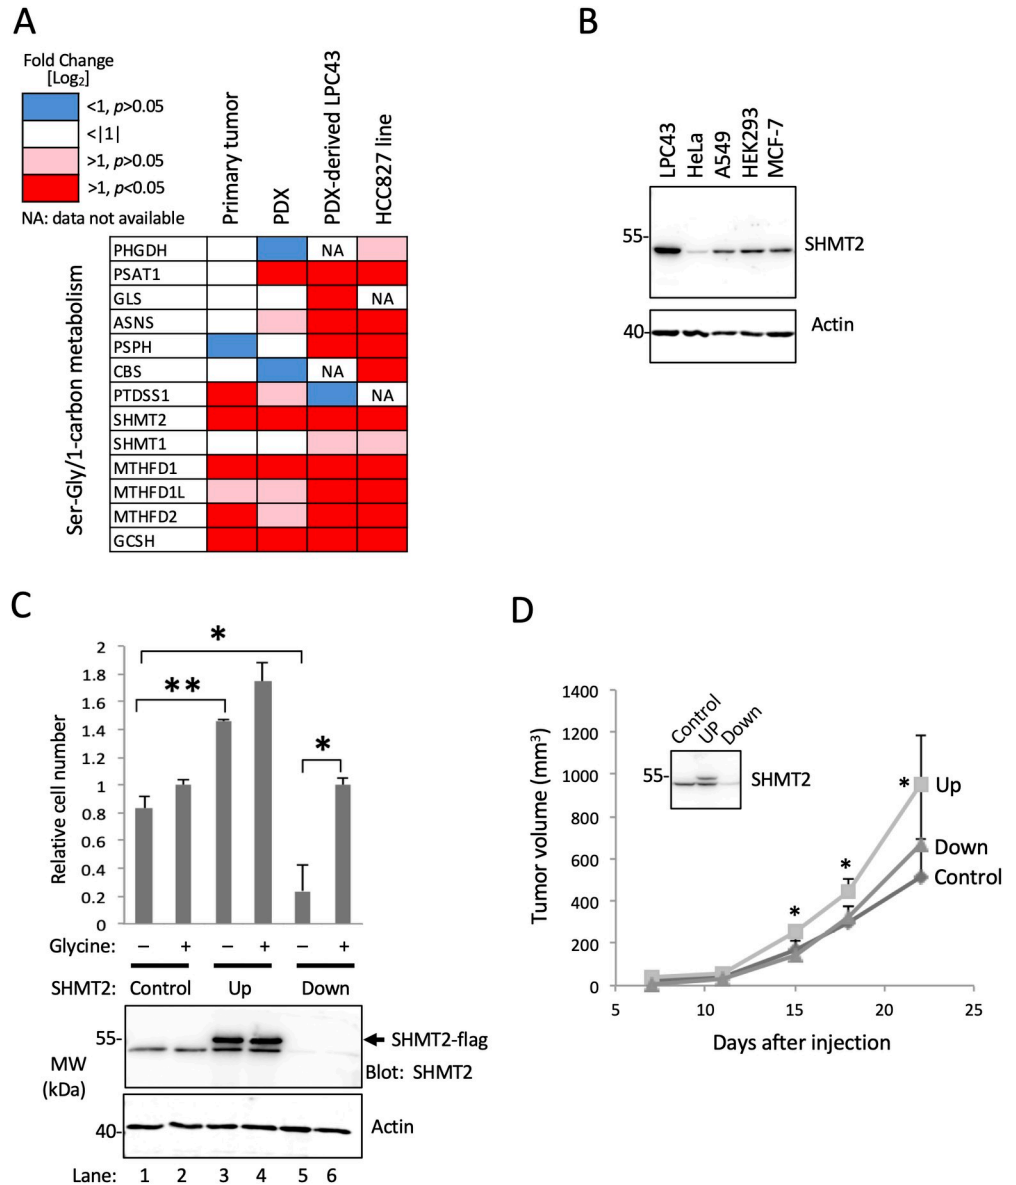 A
Fold Change
[Log₂]
<1, p>0.05
<|1|
>1, p>0.05
>1, p<0.05
NA: data not available
Primary tumor
PDX
PDX-derived LPC43
HCC827 line
Ser-Gly/1-carbon metabolism
PHGDH NA
PSAT1
GLS NA
ASNS
PSPH
CBS NA
PTDSS1 NA
SHMT2
SHMT1
MTHFD1
MTHFD1L
MTHFD2
GCSH
B
LPC43
HeLa
A549
HEK293
MCF-7
55-
SHMT2
40-
Actin
C
Relative cell number
2
1.8
1.6
1.4
1.2
1
0.8
0.6
0.4
0.2
0
*
**
*
Glycine: – + – + – +
SHMT2: Control Up Down
55-
SHMT2-flag
MW
(kDa)
Blot: SHMT2
40-
Actin
Lane: 1 2 3 4 5 6
D
Tumor volume (mm³)
1400
1200
1000
800
600
400
200
0
5 10 15 20 25
Days after injection
Control
UP
Down
55-
SHMT2
*
*
*
Up
Down
Control